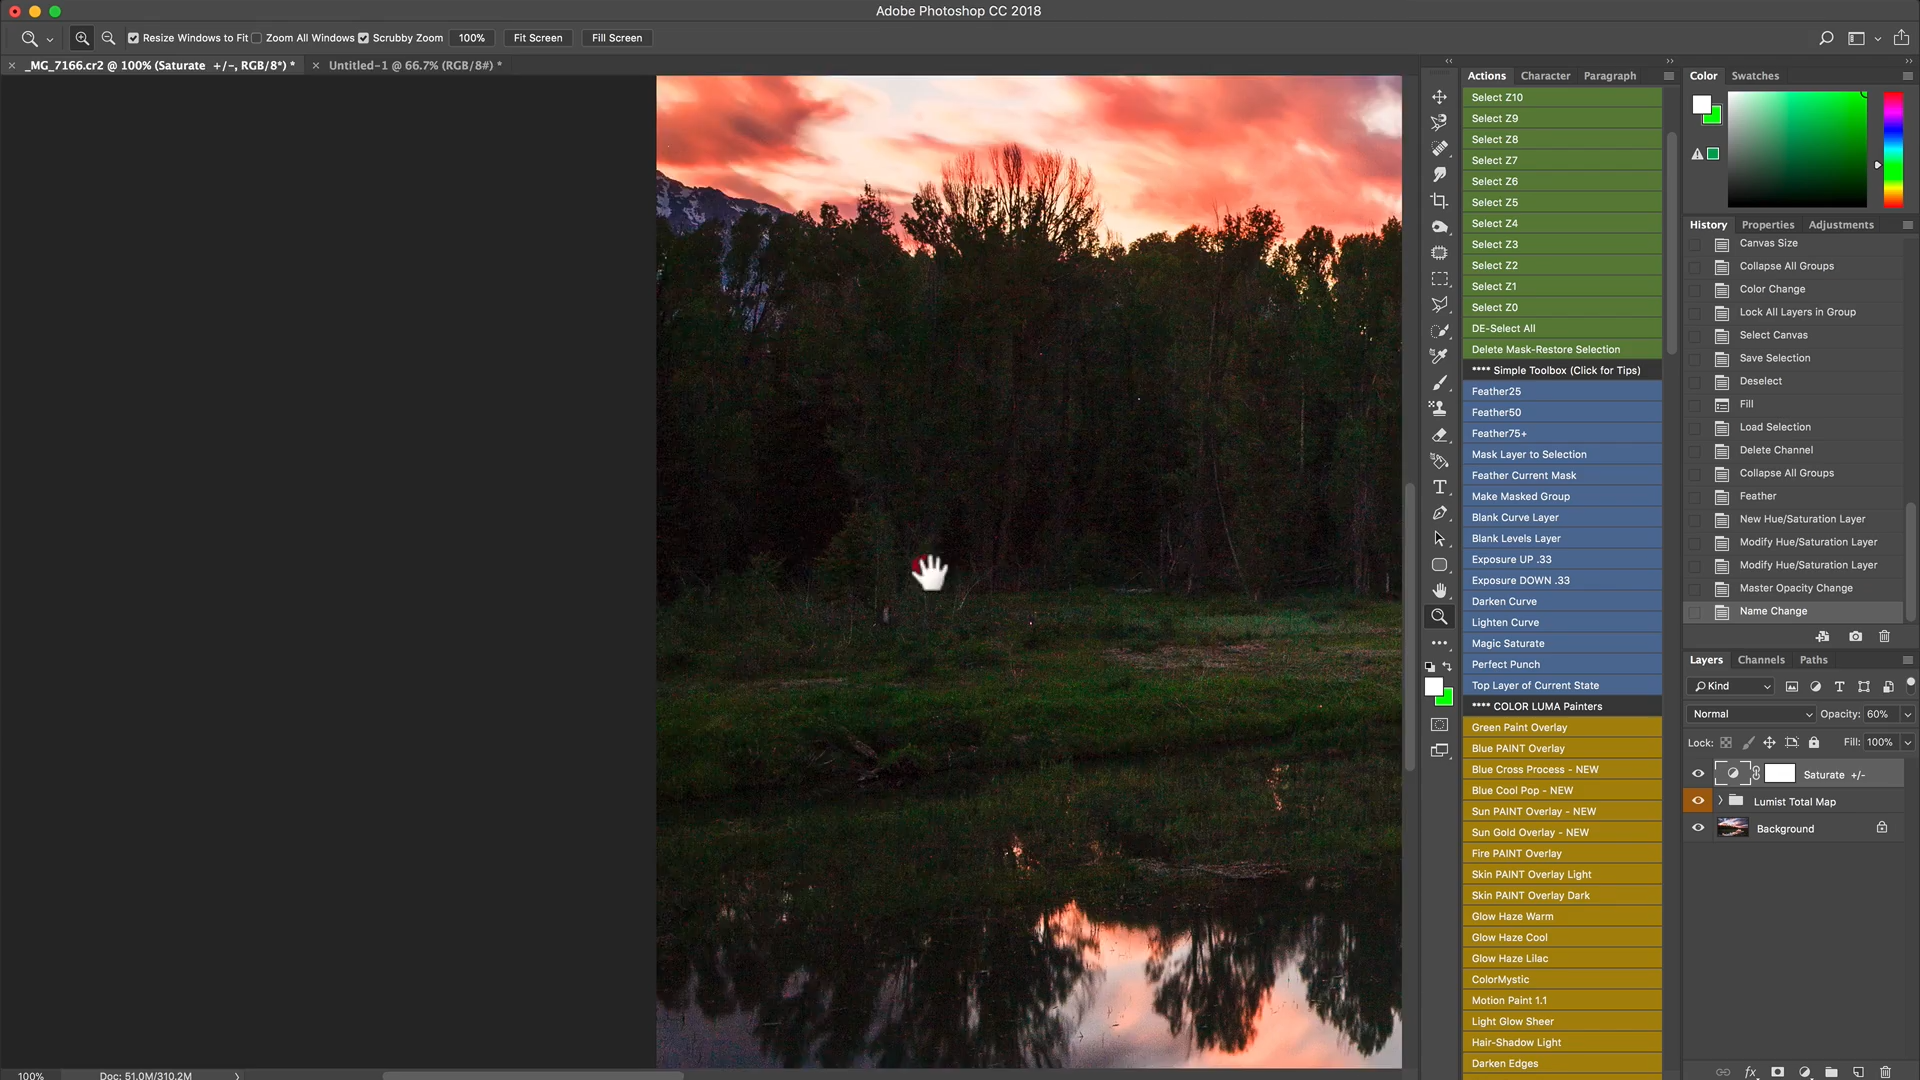 Adobe Photoshop CC 2018
Resize Windows to Fit Zoom All Windows Scrubby Zoom 100% Fit Screen Fill Screen
_MG_7166.cr2 @ 100% (Saturate +/-, RGB/8*) * Untitled-1 @ 66.7% (RGB/8#) *
Actions Character Paragraph
Select Z10
Select Z9
Select Z8
Select Z7
Select Z6
Select Z5
Select Z4
Select Z3
Select Z2
Select Z1
Select Z0
DE-Select All
Delete Mask-Restore Selection
**** Simple Toolbox (Click for Tips)
Feather25
Feather50
Feather75+
Mask Layer to Selection
Feather Current Mask
Make Masked Group
Blank Curve Layer
Blank Levels Layer
Exposure UP .33
Exposure DOWN .33
Darken Curve
Lighten Curve
Magic Saturate
Perfect Punch
Top Layer of Current State
**** COLOR LUMA Painters
Green Paint Overlay
Blue PAINT Overlay
Blue Cross Process - NEW
Blue Cool Pop - NEW
Sun PAINT Overlay - NEW
Sun Gold Overlay - NEW
Fire PAINT Overlay
Skin PAINT Overlay Light
Skin PAINT Overlay Dark
Glow Haze Warm
Glow Haze Cool
Glow Haze Lilac
ColorMystic
Motion Paint 1.1
Light Glow Sheer
Hair-Shadow Light
Darken Edges
Color Swatches
History Properties Adjustments
Canvas Size
Collapse All Groups
Color Change
Lock All Layers in Group
Select Canvas
Save Selection
Deselect
Fill
Load Selection
Delete Channel
Collapse All Groups
Feather
New Hue/Saturation Layer
Modify Hue/Saturation Layer
Modify Hue/Saturation Layer
Master Opacity Change
Name Change
Layers Channels Paths
Kind
Normal Opacity: 60%
Lock: Fill: 100%
Saturate +/-
Lumist Total Map
Background
100% Doc: 51.0M/310.2M